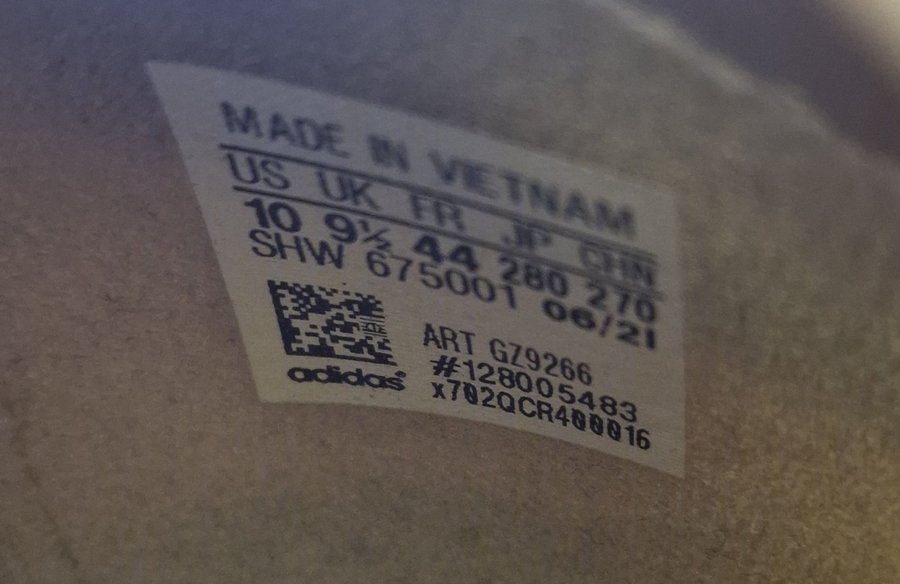 MADE IN VIETNAM
US UK FR JP CHN
10 9½ 44 280 270
SHW 675001 06/21
ART GZ9266
#128005483
x702QCR400016
adidas®